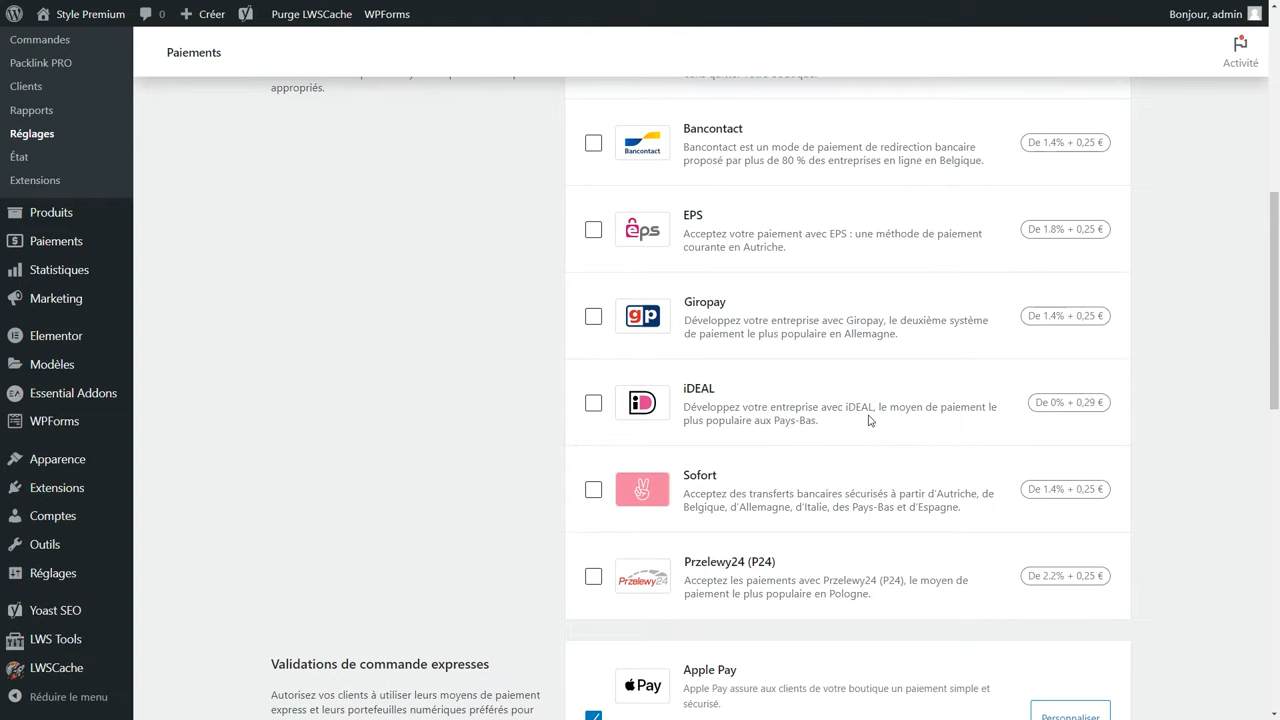 Style Premium
0
Créer
Purge LWSCache
WPForms
Bonjour, admin
Commandes
Packlink PRO
Clients
Rapports
Réglages
État
Extensions
Produits
Paiements
Statistiques
Marketing
Elementor
Modèles
Essential Addons
WPForms
Apparence
Extensions
Comptes
Outils
Réglages
Yoast SEO
LWS Tools
LWSCache
Réduire le menu
Paiements
Activité
appropriés.
Bancontact
Bancontact
Bancontact est un mode de paiement de redirection bancaire
proposé par plus de 80 % des entreprises en ligne en Belgique.
De 1.4% + 0,25 €
eps
EPS
Acceptez votre paiement avec EPS : une méthode de paiement
courante en Autriche.
De 1.8% + 0,25 €
gp
Giropay
Développez votre entreprise avec Giropay, le deuxième système
de paiement le plus populaire en Allemagne.
De 1.4% + 0,25 €
iD
iDEAL
Développez votre entreprise avec iDEAL, le moyen de paiement le
plus populaire aux Pays-Bas.
De 0% + 0,29 €
Sofort
Acceptez des transferts bancaires sécurisés à partir d'Autriche, de
Belgique, d'Allemagne, d'Italie, des Pays-Bas et d'Espagne.
De 1.4% + 0,25 €
Przelewy24
Przelewy24 (P24)
Acceptez les paiements avec Przelewy24 (P24), le moyen de
paiement le plus populaire en Pologne.
De 2.2% + 0,25 €
Validations de commande expresses
Autorisez vos clients à utiliser leurs moyens de paiement
express et leurs portefeuilles numériques préférés pour
Pay
Apple Pay
Apple Pay assure aux clients de votre boutique un paiement simple et
sécurisé.
Personnaliser